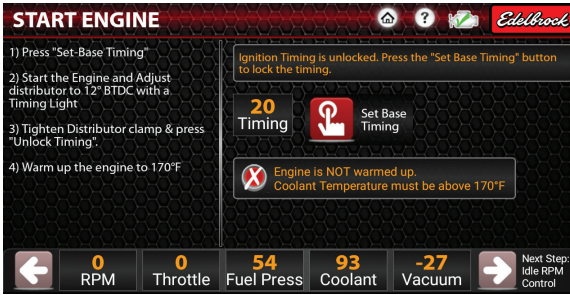 START ENGINE
Edelbrock
1) Press "Set-Base Timing"
2) Start the Engine and Adjust
distributor to 12° BTDC with a
Timing Light
3) Tighten Distributor clamp & press
"Unlock Timing".
4) Warm up the engine to 170°F
Ignition Timing is unlocked. Press the "Set Base Timing" button
to lock the timing.
20
Timing
Set Base
Timing
Engine is NOT warmed up.
Coolant Temperature must be above 170°F
0
RPM
0
Throttle
54
Fuel Press
93
Coolant
-27
Vacuum
Next Step:
Idle RPM
Control